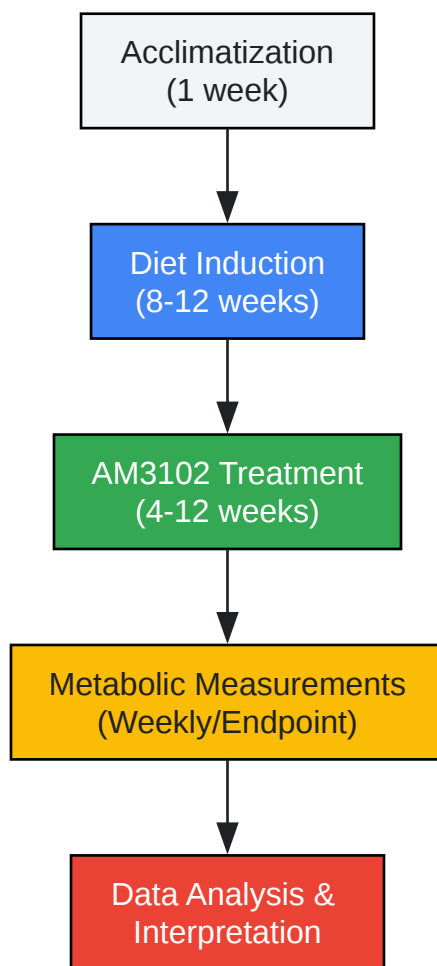 Acclimatization
(1 week)
Diet Induction
(8-12 weeks)
AM3102 Treatment
(4-12 weeks)
Metabolic Measurements
(Weekly/Endpoint)
Data Analysis &
Interpretation